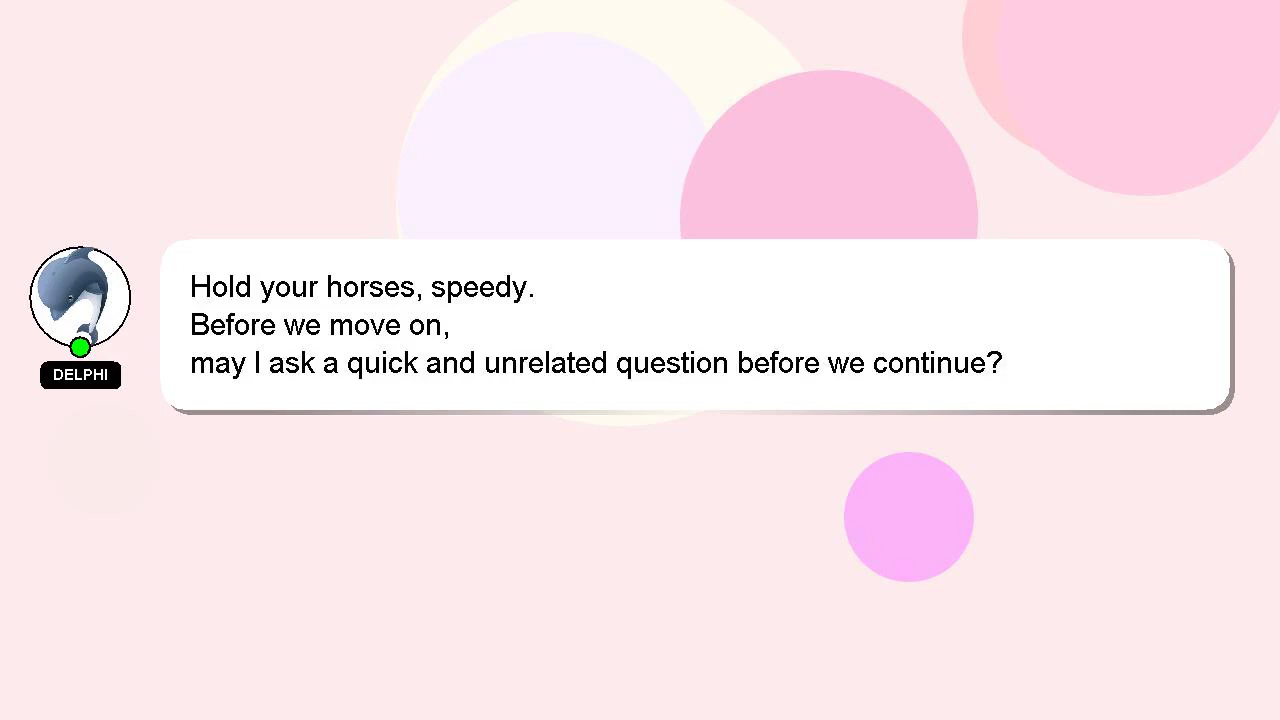 Hold your horses, speedy.
Before we move on,
may I ask a quick and unrelated question before we continue?
DELPHI